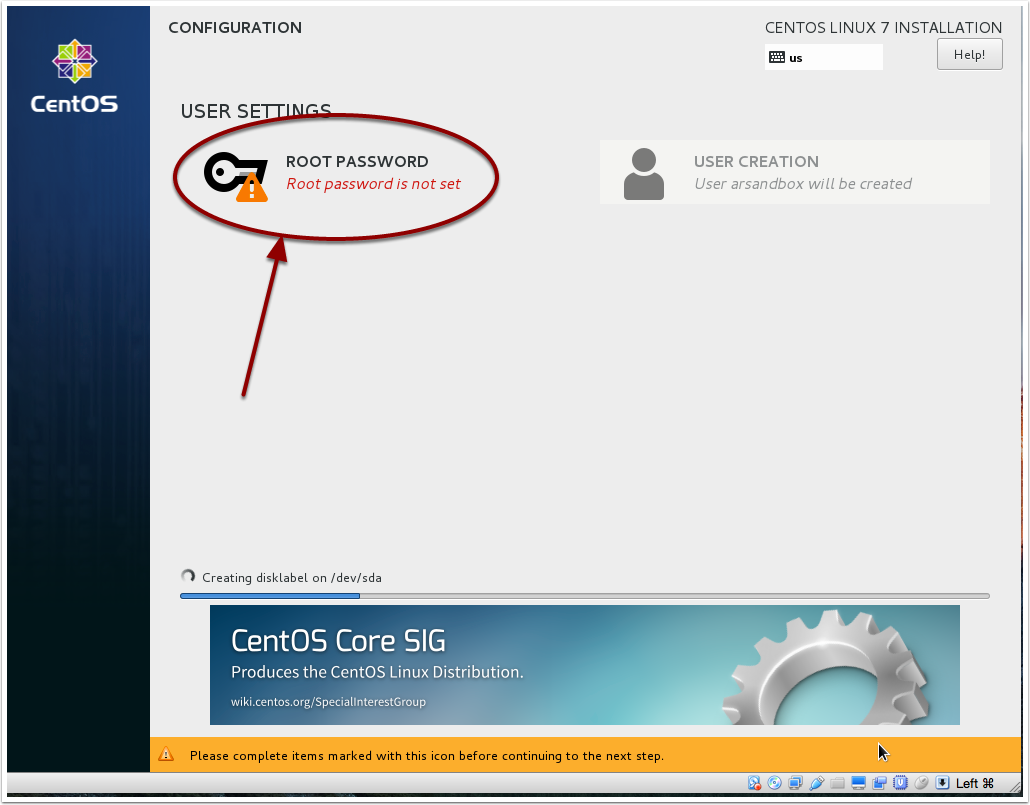 CONFIGURATION
CENTOS LINUX 7 INSTALLATION
us
Help!
CentOS
USER SETTINGS
ROOT PASSWORD
Root password is not set
USER CREATION
User arsandbox will be created
Creating disklabel on /dev/sda
CentOS Core SIG
Produces the CentOS Linux Distribution.
wiki.centos.org/SpecialInterestGroup
Please complete items marked with this icon before continuing to the next step.
Left ⌘